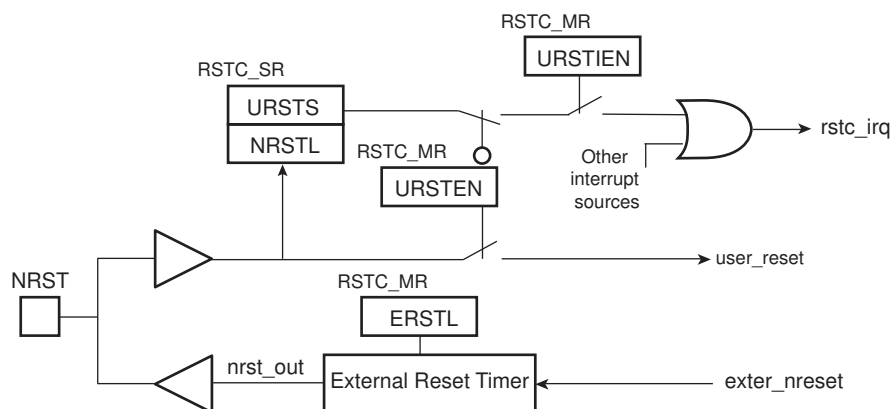 RSTC_MR
URSTIEN
RSTC_SR
URSTS
NRSTL
rstc_irq
RSTC_MR
Other
interrupt
sources
URSTEN
user_reset
NRST
RSTC_MR
ERSTL
nrst_out
External Reset Timer
exter_nreset